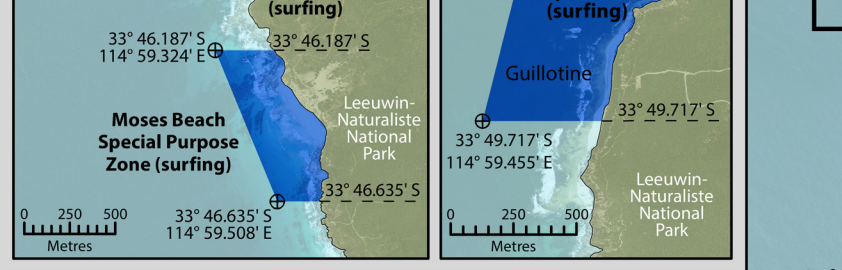 (surfing)
33° 46.187' S
114° 59.324' E
33° 46.187' S
Moses Beach
Special Purpose
Zone (surfing)
Leeuwin-
Naturaliste
National
Park
33° 46.635' S
33° 46.635' S
114° 59.508' E
0 250 500
Metres
(surfing)
Guillotine
33° 49.717' S
33° 49.717' S
114° 59.455' E
Leeuwin-
Naturaliste
National
Park
0 250 500
Metres